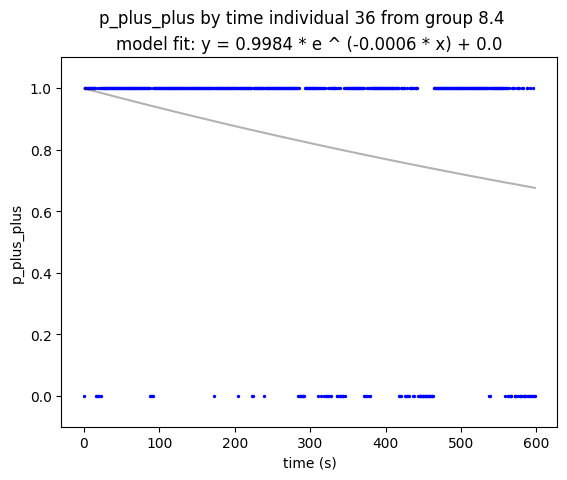 p_plus_plus by time individual 36 from group 8.4
model fit: y = 0.9984 * e ^ (-0.0006 * x) + 0.0
1.0
0.8
0.6
0.4
0.2
0.0
p_plus_plus
0 100 200 300 400 500 600
time (s)